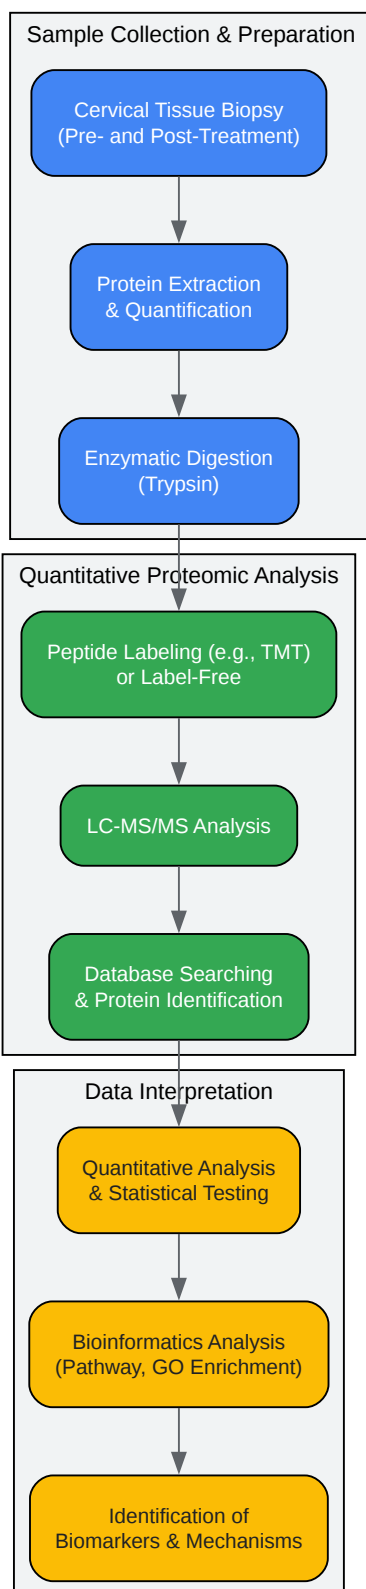 Sample Collection & Preparation
Cervical Tissue Biopsy
(Pre- and Post-Treatment)
Protein Extraction
& Quantification
Enzymatic Digestion
(Trypsin)
Quantitative Proteomic Analysis
Peptide Labeling (e.g., TMT)
or Label-Free
LC-MS/MS Analysis
Database Searching
& Protein Identification
Data Interpretation
Quantitative Analysis
& Statistical Testing
Bioinformatics Analysis
(Pathway, GO Enrichment)
Identification of
Biomarkers & Mechanisms